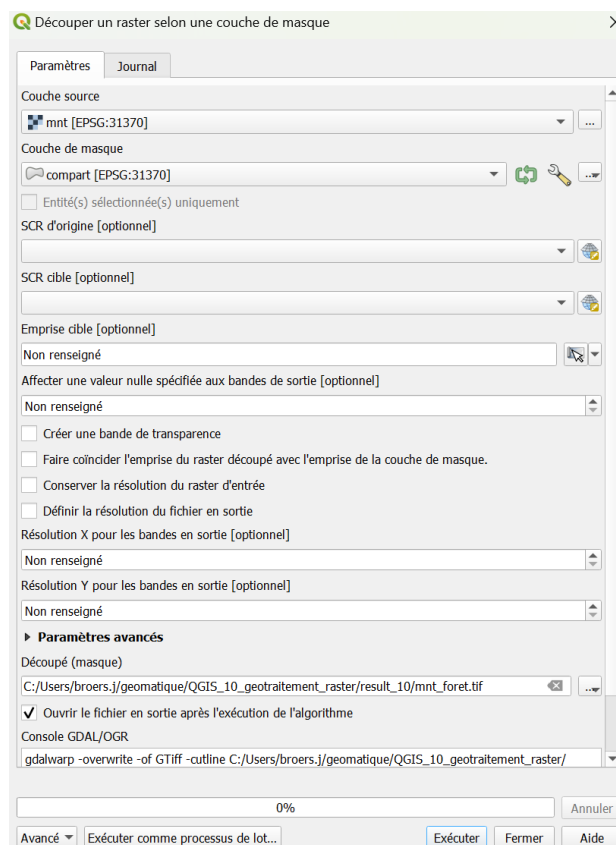 Découper un raster selon une couche de masque
Paramètres
Journal
Couche source
mnt [EPSG:31370]
...
Couche de masque
compart [EPSG:31370]
...
Entité(s) sélectionnée(s) uniquement
SCR d'origine [optionnel]
SCR cible [optionnel]
Emprise cible [optionnel]
Non renseigné
Affecter une valeur nulle spécifiée aux bandes de sortie [optionnel]
Non renseigné
Créer une bande de transparence
Faire coïncider l'emprise du raster découpé avec l'emprise de la couche de masque.
Conserver la résolution du raster d'entrée
Définir la résolution du fichier en sortie
Résolution X pour les bandes en sortie [optionnel]
Non renseigné
Résolution Y pour les bandes en sortie [optionnel]
Non renseigné
Paramètres avancés
Découpé (masque)
C:/Users/broers.j/geomatique/QGIS_10_geotraitement_raster/result_10/mnt_foret.tif
...
Ouvrir le fichier en sortie après l'exécution de l'algorithme
Console GDAL/OGR
gdalwarp -overwrite -of GTiff -cutline C:/Users/broers.j/geomatique/QGIS_10_geotraitement_raster/
0%
Annuler
Avancé
Exécuter comme processus de lot...
Exécuter
Fermer
Aide